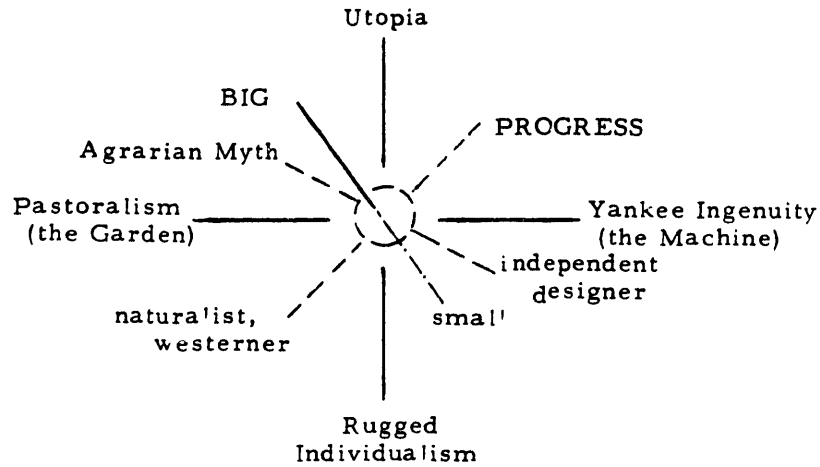 Utopia
BIG
PROGRESS
Agrarian Myth
Pastoralism
(the Garden)
Yankee Ingenuity
(the Machine)
independent
designer
naturalist,
westerner
small
Rugged
Individualism